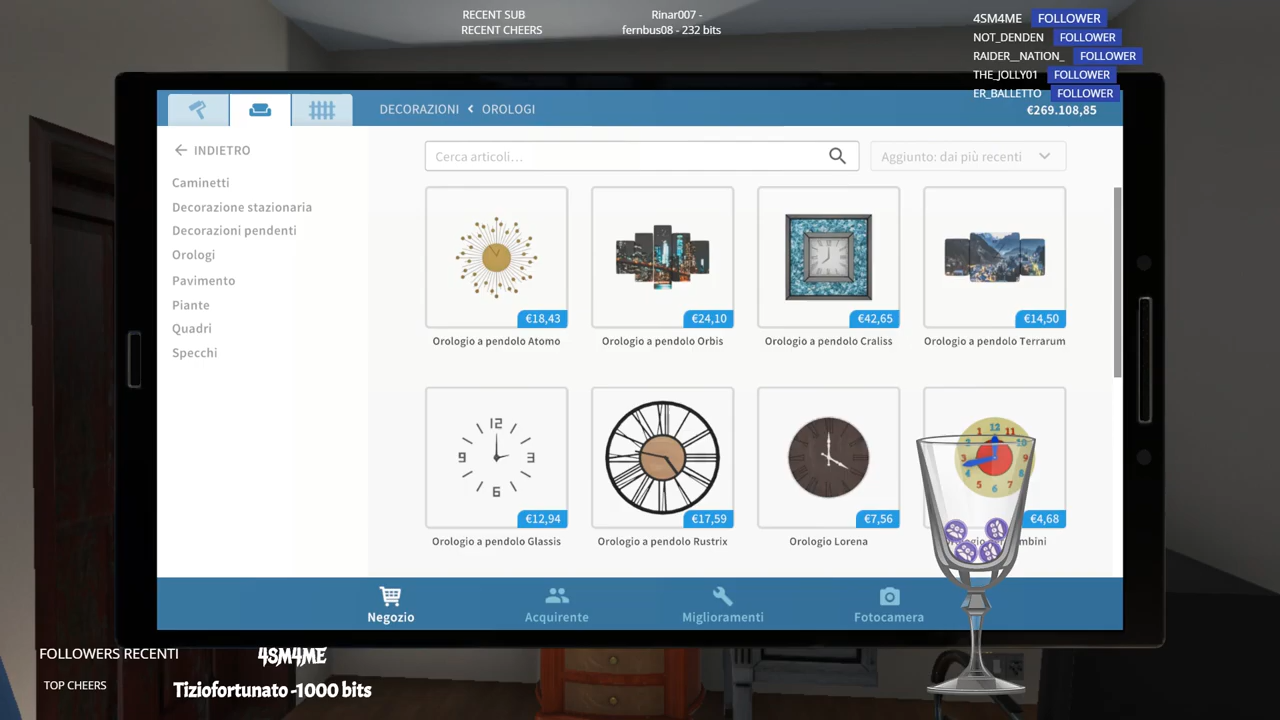 RECENT SUB
Rinar007 -
RECENT CHEERS
fernbus08 - 232 bits
4SM4ME FOLLOWER
NOT_DENDEN FOLLOWER
RAIDER__NATION_ FOLLOWER
THE_JOLLY01 FOLLOWER
ER_BALLETTO FOLLOWER
DECORAZIONI < OROLOGI
€269.108,85
INDIETRO
Caminetti
Decorazione stazionaria
Decorazioni pendenti
Orologi
Pavimento
Piante
Quadri
Specchi
Cerca articoli...
Aggiunto: dai più recenti
€18,43
€24,10
€42,65
€14,50
Orologio a pendolo Atomo
Orologio a pendolo Orbis
Orologio a pendolo Craliss
Orologio a pendolo Terrarum
12
9 3
6
€12,94
€17,59
€7,56
€4,68
Orologio a pendolo Glassis
Orologio a pendolo Rustrix
Orologio Lorena
Negozio
Acquirente
Miglioramenti
Fotocamera
FOLLOWERS RECENTI
4SM4ME
TOP CHEERS
Tiziofortunato -1000 bits